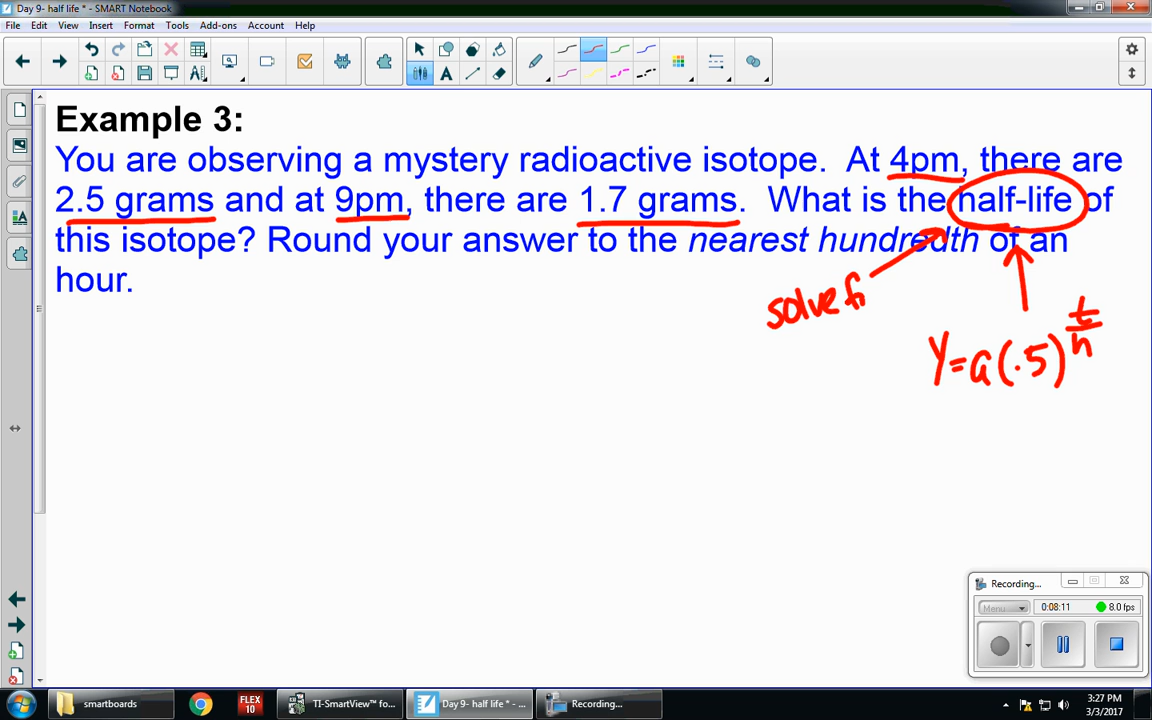 Day 9- half life * - SMART Notebook
File Edit View Insert Format Tools Add-ons Account Help
Example 3:
You are observing a mystery radioactive isotope. At 4pm, there are
2.5 grams and at 9pm, there are 1.7 grams. What is the half-life of
this isotope? Round your answer to the nearest hundredth of an
hour.
solve f
y=a(.5)^t/h
Recording...
Menu 0:08:11 8.0 fps
smartboards FLEX 10 TI-SmartView™ fo... Day 9- half life * - ... Recording... 3:27 PM
3/3/2017